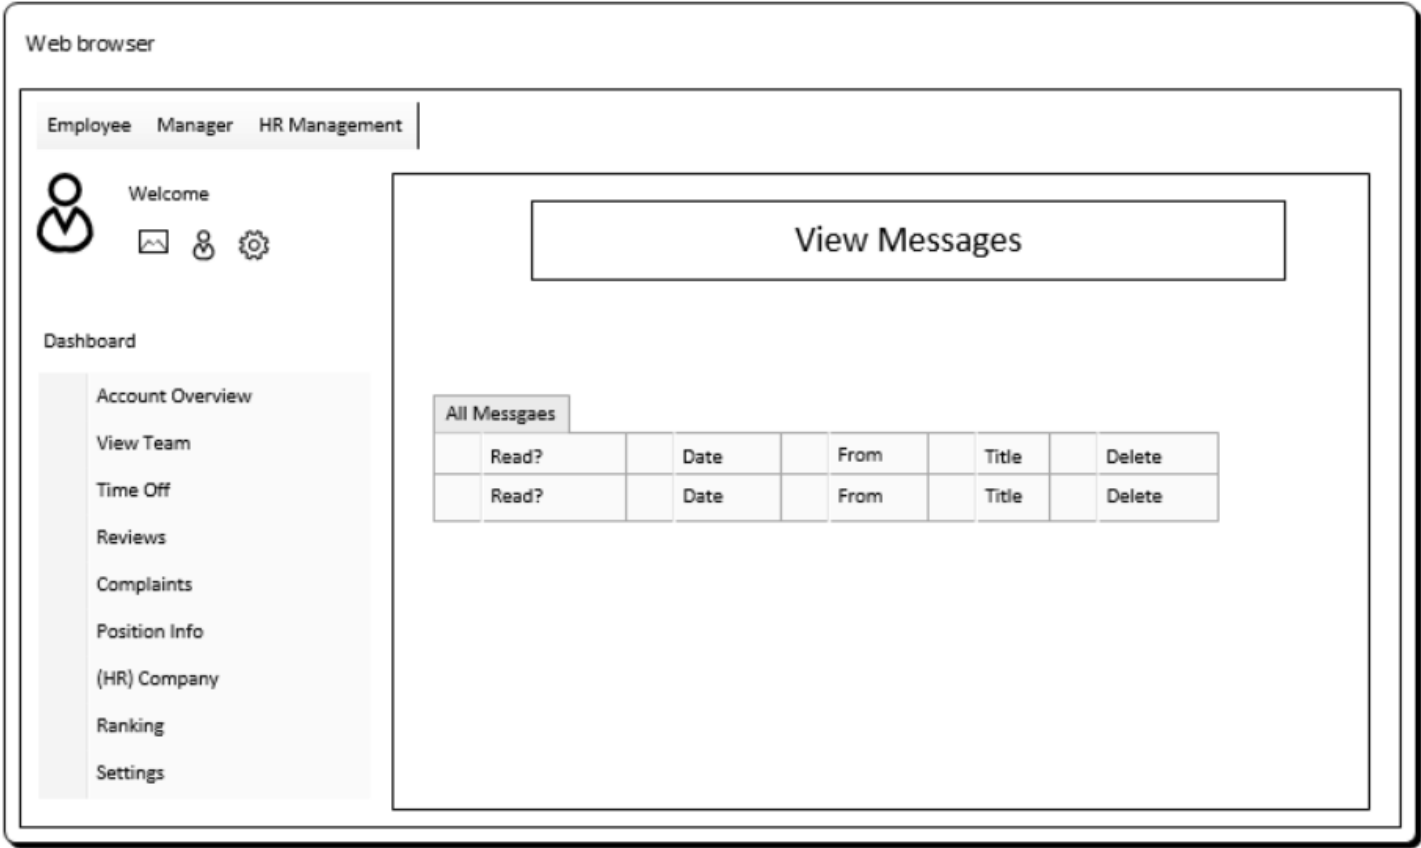 Web browser
Employee Manager HR Management
Welcome
Dashboard
Account Overview
View Team
Time Off
Reviews
Complaints
Position Info
(HR) Company
Ranking
Settings
View Messages
All Messgaes
Read? Date From Title Delete
Read? Date From Title Delete